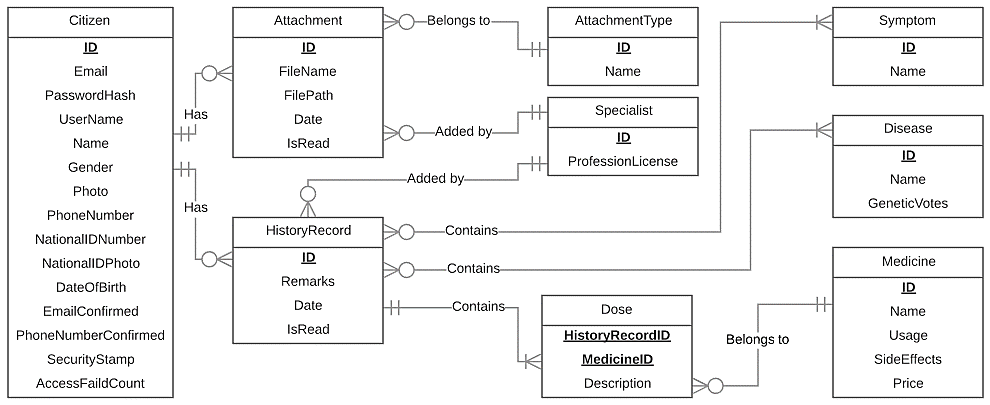 Citizen
ID
Email
PasswordHash
UserName
Name
Gender
Photo
PhoneNumber
NationalIDNumber
NationalIDPhoto
DateOfBirth
EmailConfirmed
PhoneNumberConfirmed
SecurityStamp
AccessFaildCount
Has
Has
Attachment
ID
FileName
FilePath
Date
IsRead
HistoryRecord
ID
Remarks
Date
IsRead
Belongs to
Added by
Added by
Contains
Contains
Contains
AttachmentType
ID
Name
Specialist
ID
ProfessionLicense
Dose
HistoryRecordID
MedicineID
Description
Belongs to
Symptom
ID
Name
Disease
ID
Name
GeneticVotes
Medicine
ID
Name
Usage
SideEffects
Price